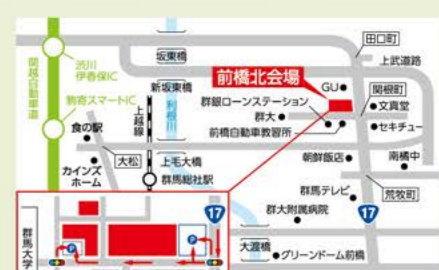 田口町
坂東橋
上武道路
渋川
伊香保IC
新坂東橋
前橋北会場
GU
関根町
関越自動車道
駒寄スマートIC
上越線
利根川
群銀ローンステーション
文真堂
食の駅
群大
セキチュー
前橋自動車教習所
大松
上毛大橋
朝鮮飯店
南橘中
カインズ
ホーム
群馬総社駅
群馬テレビ
荒牧町
17
群大附属病院
17
群馬大学
P
P
大渡橋
グリーンドーム前橋